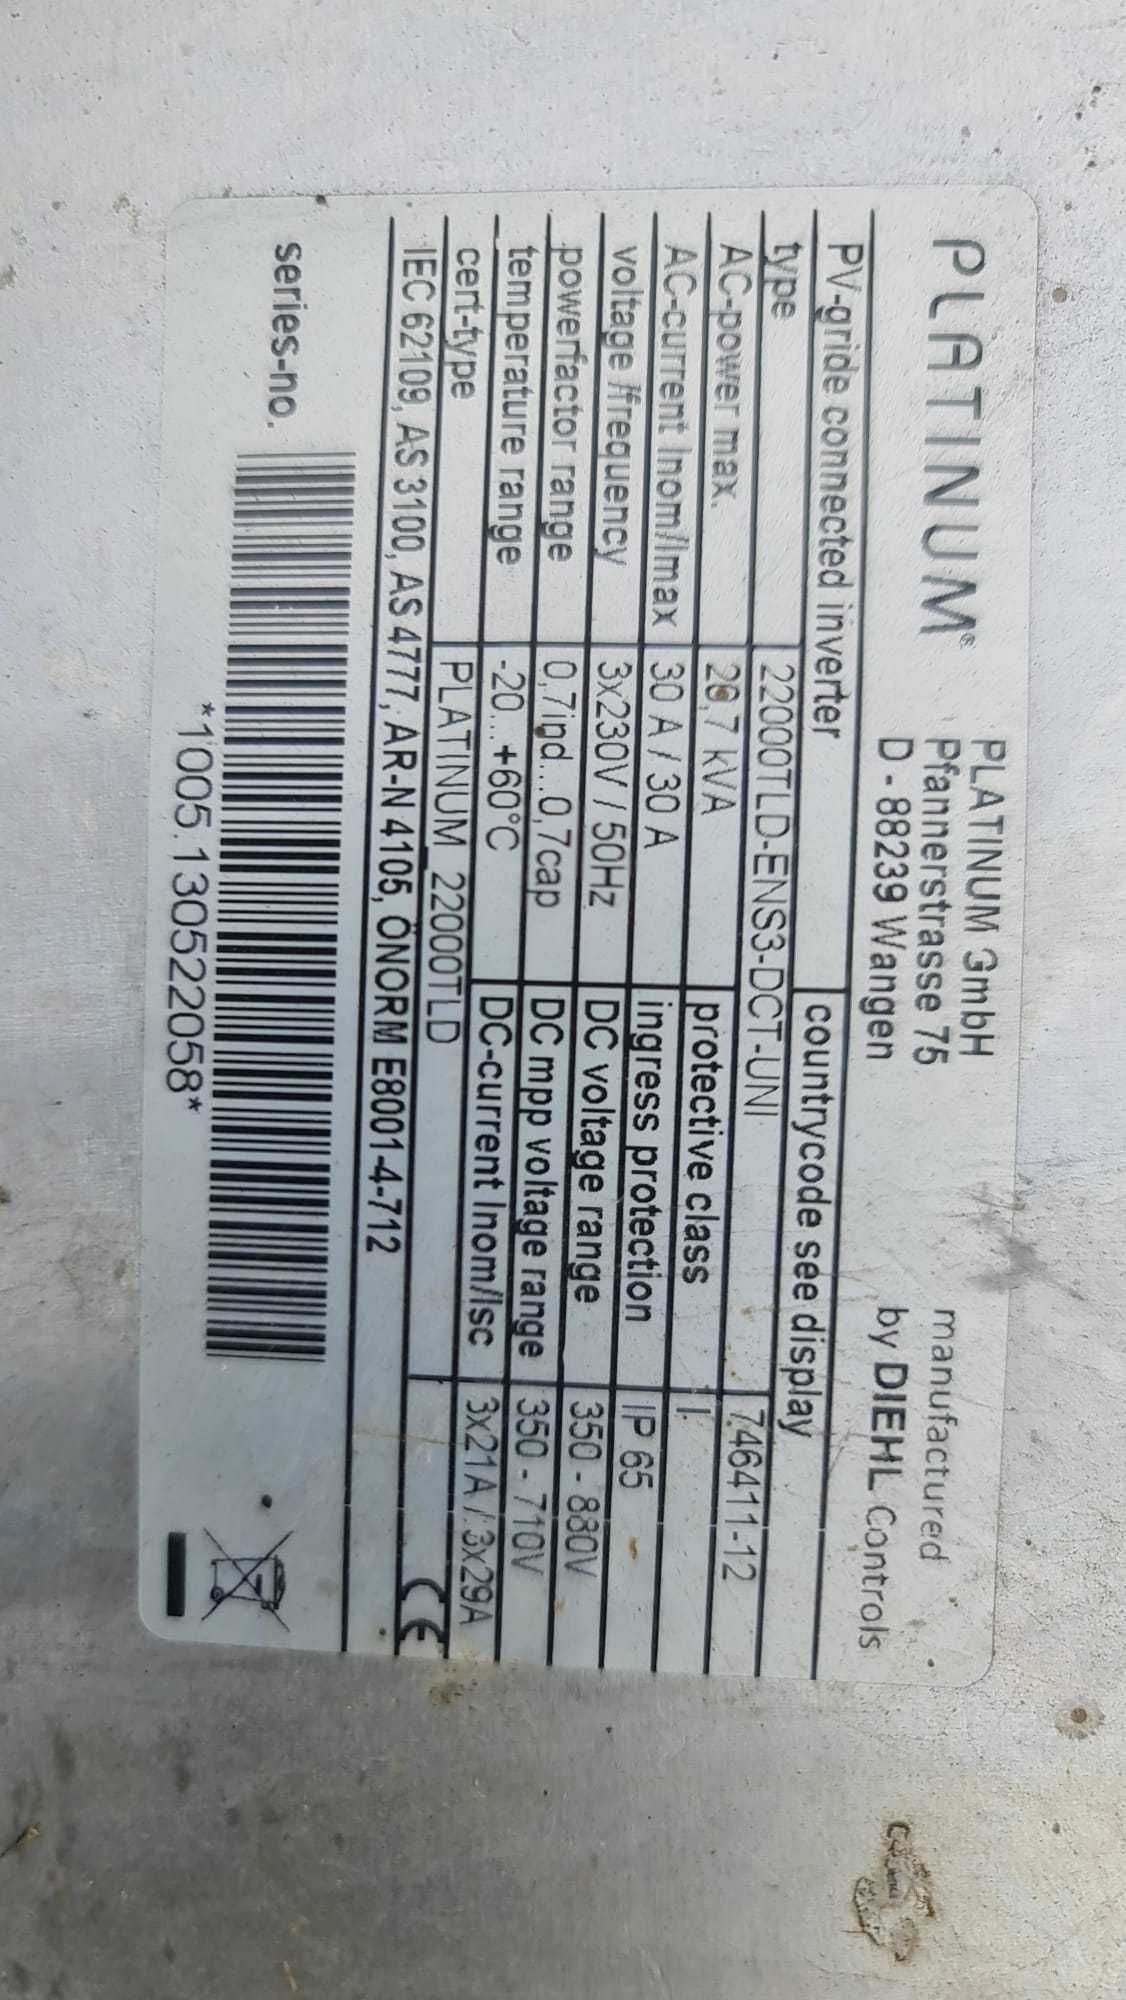 PLATINUM®
PLATINUM GmbH
Pfannerstrasse 75
D - 88239 Wangen
manufactured
by DIEHL Controls
PV-gride connected inverter countrycode see display
type 22000TLD-ENS3-DCT-UNI 746411-12
AC-power max. 20,7 kVA protective class I
AC-current Inom/Imax 30 A / 30 A ingress protection IP 65
voltage /frequency 3x230V / 50Hz DC voltage range 350 - 880V
powerfactor range 0,7ind...0,7cap DC mpp voltage range 350 - 710V
temperature range -20... +60°C DC-current Inom/Isc 3x21A / 3x29A
cert-type PLATINUM_22000TLD CE
IEC 62109, AS 3100, AS 4777, AR-N 4105, ÖNORM E8001-4-712
series-no.
*1005.130522058*